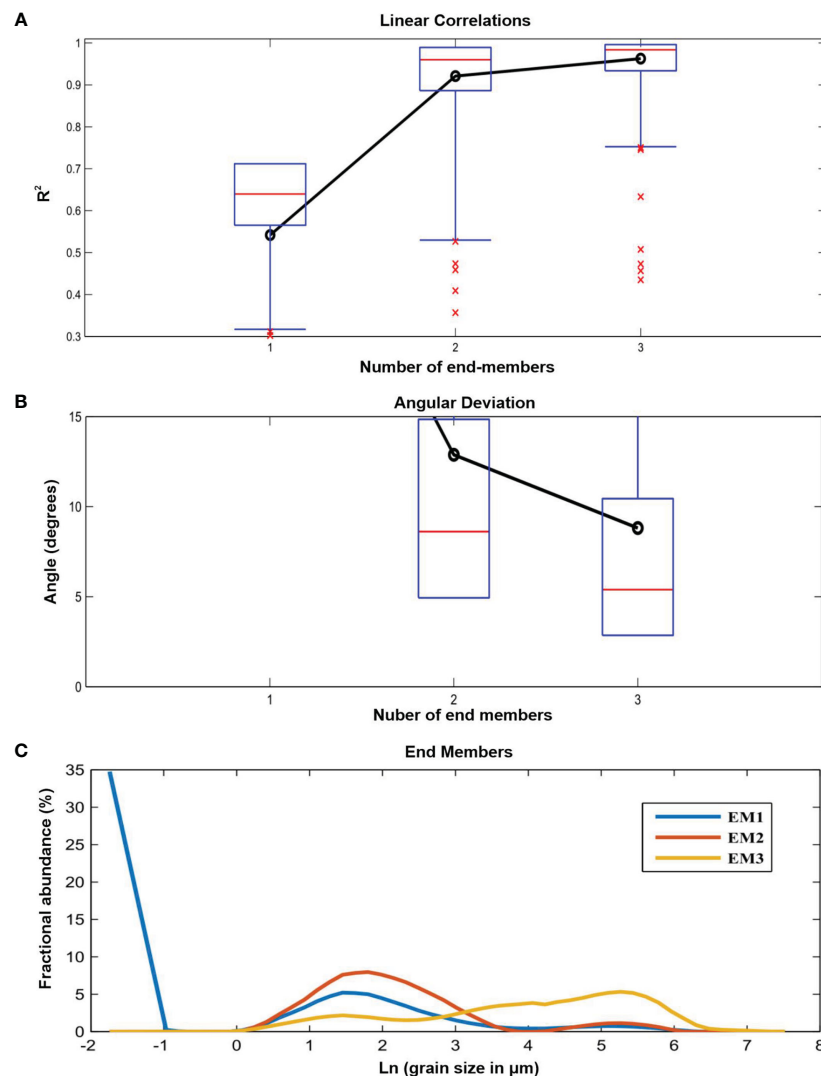 A
Linear Correlations
1
0.9
0.8
0.7
0.6
0.5
0.4
0.3
R²
1 2 3
Number of end-members
B
Angular Deviation
15
10
5
0
Angle (degrees)
1 2 3
Nuber of end members
C
End Members
35
30
25
20
15
10
5
0
Fractional abundance (%)
EM1
EM2
EM3
-2 -1 0 1 2 3 4 5 6 7 8
Ln (grain size in µm)